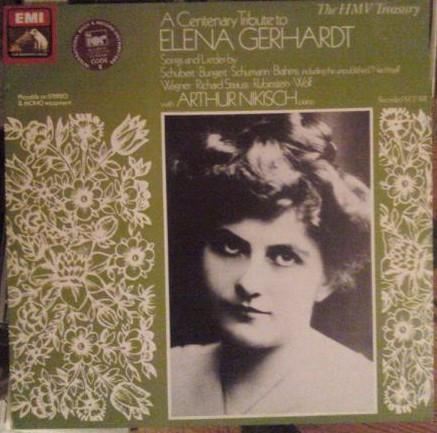 EMI
The HMV Treasury
A Centenary Tribute to
ELENA GERHARDT
Songs and Lieder by
Schubert · Bungert · Schumann · Brahms, including the unpublished
Wagner · Richard Strauss · Rubinstein · Wolf
with ARTHUR NIKISCH, piano
Playable on STEREO
& MONO equipment
CODE